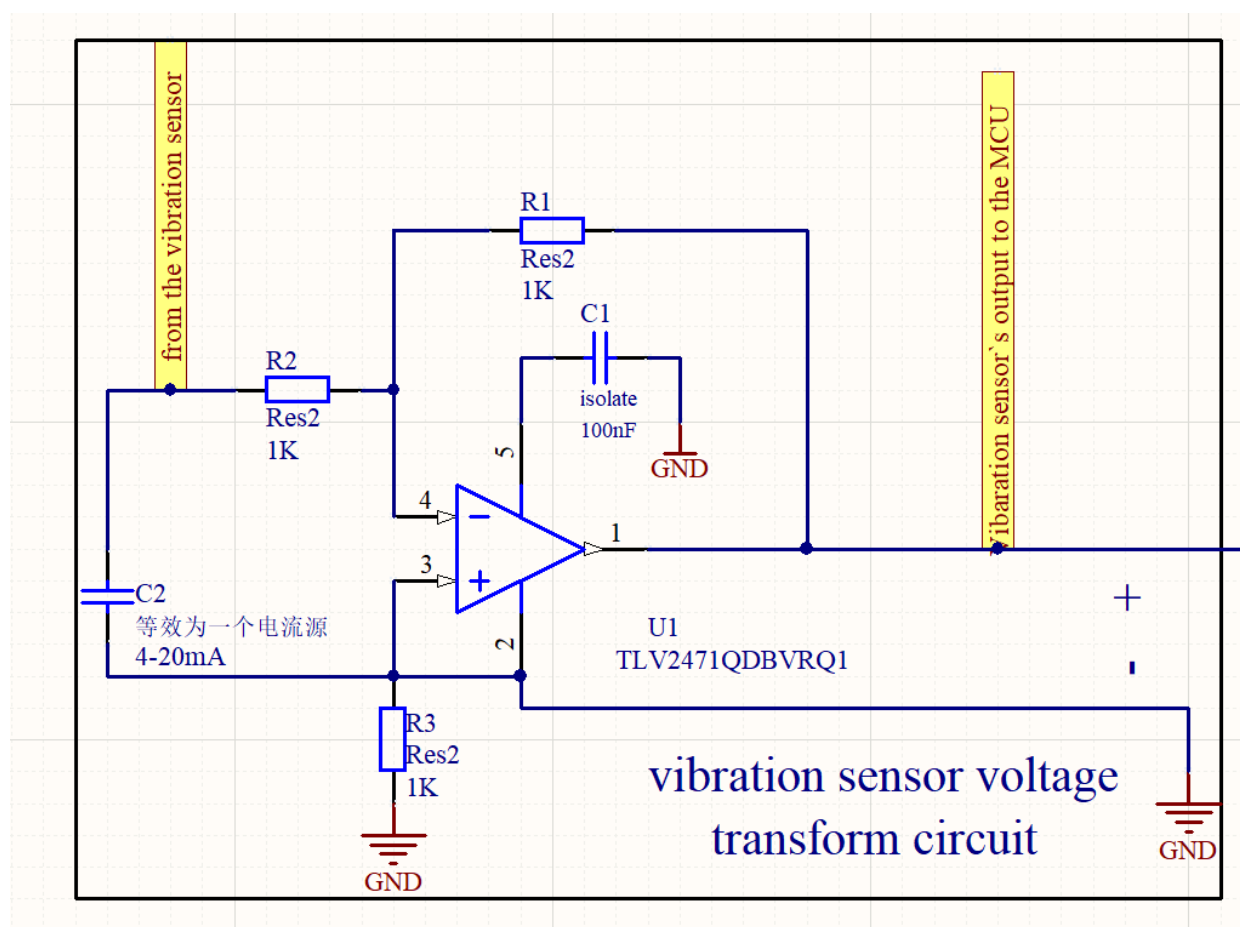 from the vibration sensor
Vibaration sensor`s output to the MCU
R1
Res2
1K
C1
isolate
100nF
GND
R2
Res2
1K
5
4
3
1
2
C2
等效为一个电流源
4-20mA
U1
TLV2471QDBVRQ1
+
-
R3
Res2
1K
GND
vibration sensor voltage
transform circuit
GND